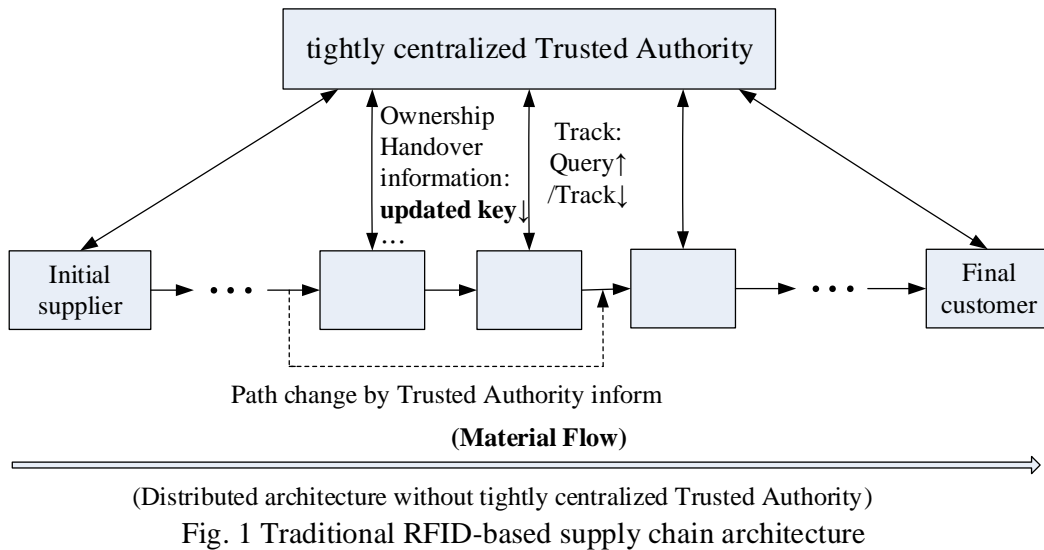 tightly centralized Trusted Authority
Ownership
Handover
information:
updated key↓
...
Track:
Query↑
/Track↓
Initial
supplier
• • •
• • •
Final
customer
Path change by Trusted Authority inform
(Material Flow)
(Distributed architecture without tightly centralized Trusted Authority)
Fig. 1 Traditional RFID-based supply chain architecture